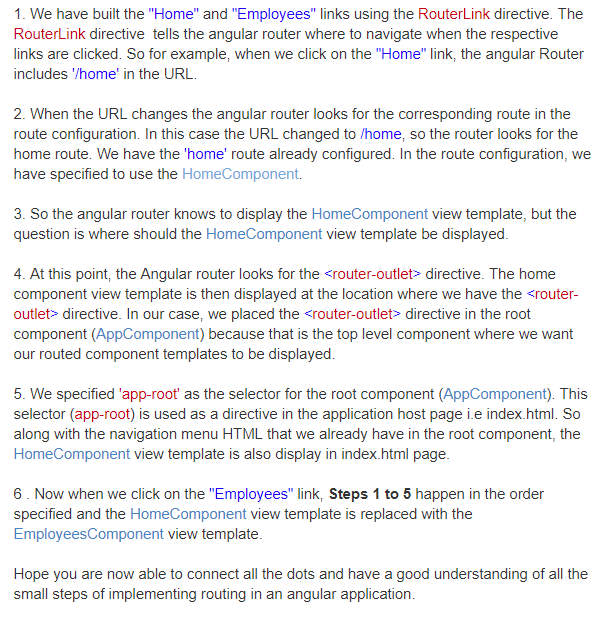 1. We have built the "Home" and "Employees" links using the RouterLink directive. The
RouterLink directive  tells the angular router where to navigate when the respective
links are clicked. So for example, when we click on the "Home" link, the angular Router
includes '/home' in the URL.
2. When the URL changes the angular router looks for the corresponding route in the
route configuration. In this case the URL changed to /home, so the router looks for the
home route. We have the 'home' route already configured. In the route configuration, we
have specified to use the HomeComponent.
3. So the angular router knows to display the HomeComponent view template, but the
question is where should the HomeComponent view template be displayed.
4. At this point, the Angular router looks for the <router-outlet> directive. The home
component view template is then displayed at the location where we have the <router-
outlet> directive. In our case, we placed the <router-outlet> directive in the root
component (AppComponent) because that is the top level component where we want
our routed component templates to be displayed.
5. We specified 'app-root' as the selector for the root component (AppComponent). This
selector (app-root) is used as a directive in the application host page i.e index.html. So
along with the navigation menu HTML that we already have in the root component, the
HomeComponent view template is also display in index.html page.
6 . Now when we click on the "Employees" link, Steps 1 to 5 happen in the order
specified and the HomeComponent view template is replaced with the
EmployeesComponent view template.
Hope you are now able to connect all the dots and have a good understanding of all the
small steps of implementing routing in an angular application.